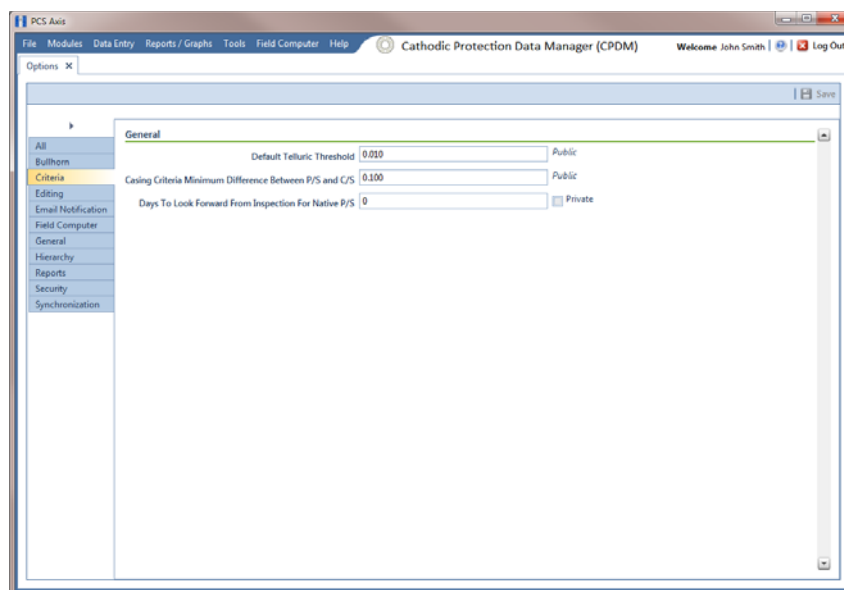 PCS Axis
File Modules Data Entry Reports / Graphs Tools Field Computer Help Cathodic Protection Data Manager (CPDM) Welcome John Smith | | Log Out
Options
Save
All
Bullhorn
Criteria
Editing
Email Notification
Field Computer
General
Hierarchy
Reports
Security
Synchronization
General
Default Telluric Threshold 0.010 Public
Casing Criteria Minimum Difference Between P/S and C/S 0.100 Public
Days To Look Forward From Inspection For Native P/S 0 Private